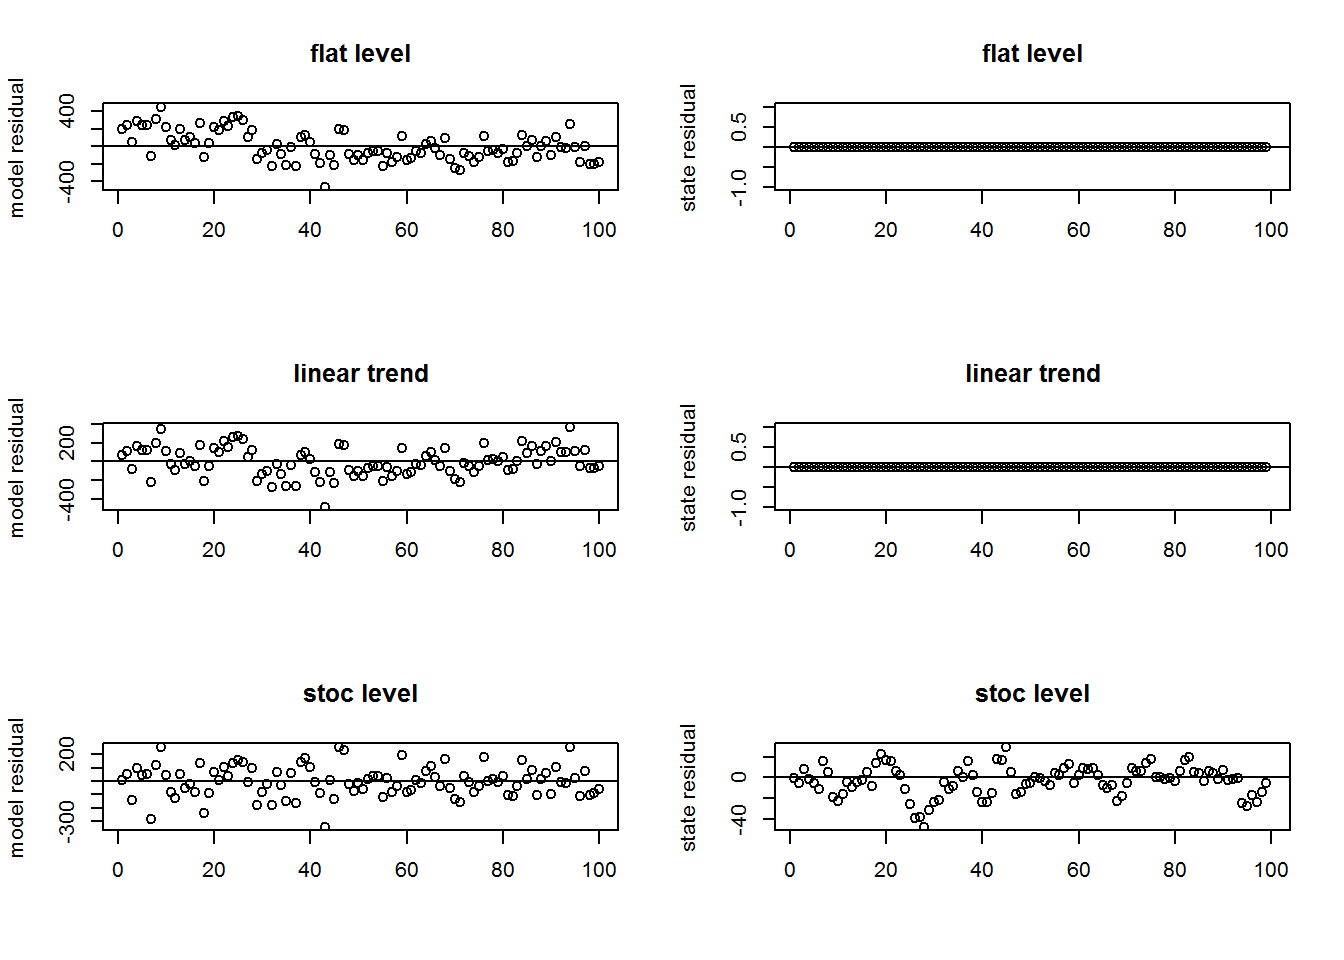 flat level
model residual
400
-400
0 20 40 60 80 100
flat level
state residual
0.5
-1.0
0 20 40 60 80 100
linear trend
model residual
200
-400
0 20 40 60 80 100
linear trend
state residual
0.5
-1.0
0 20 40 60 80 100
stoc level
model residual
200
-300
0 20 40 60 80 100
stoc level
state residual
0
-40
0 20 40 60 80 100